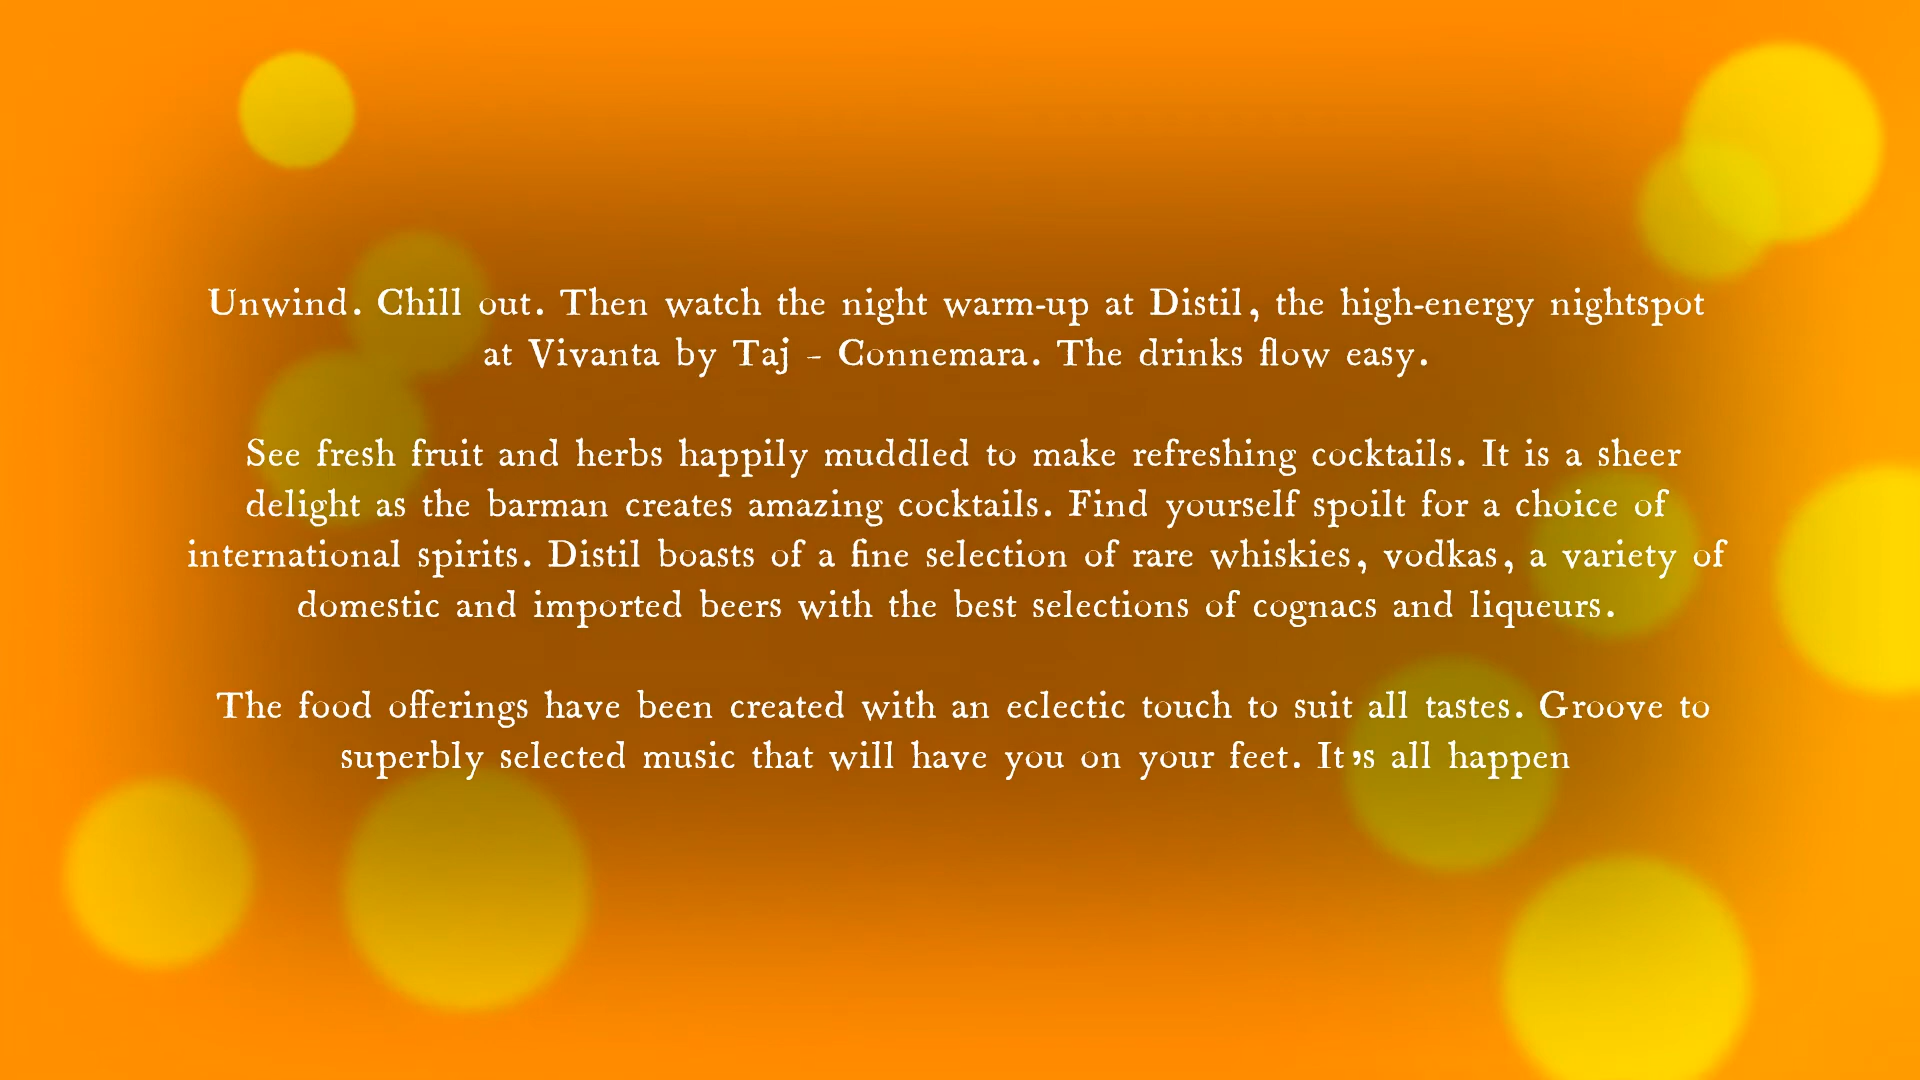 Unwind. Chill out. Then watch the night warm-up at Distil, the high-energy nightspot
at Vivanta by Taj - Connemara. The drinks flow easy.
See fresh fruit and herbs happily muddled to make refreshing cocktails. It is a sheer
delight as the barman creates amazing cocktails. Find yourself spoilt for a choice of
international spirits. Distil boasts of a fine selection of rare whiskies, vodkas, a variety of
domestic and imported beers with the best selections of cognacs and liqueurs.
The food offerings have been created with an eclectic touch to suit all tastes. Groove to
superbly selected music that will have you on your feet. It's all happen